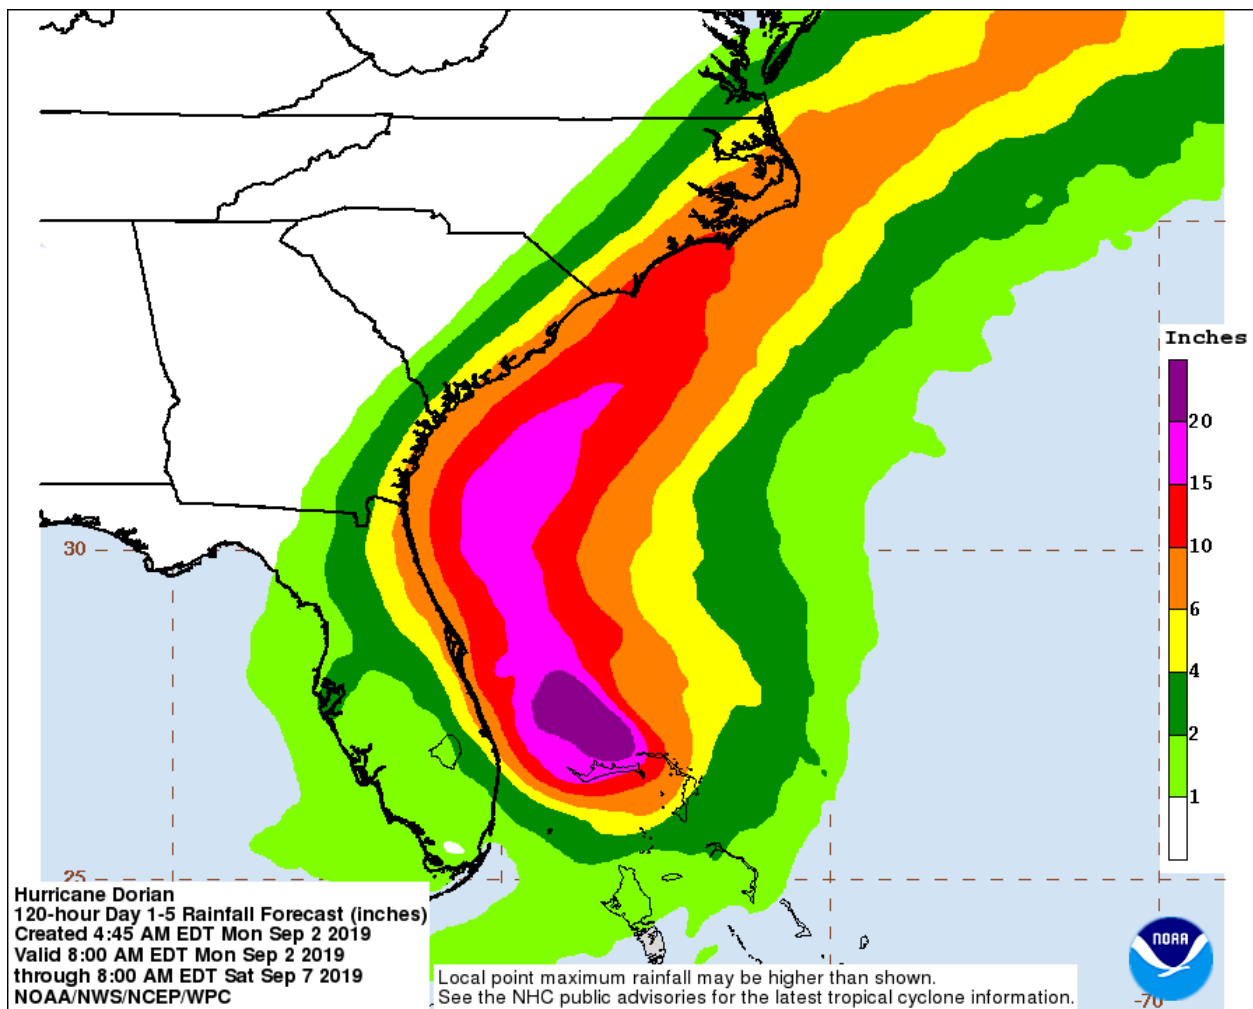 Inches
20
15
10
6
4
2
1
30
25
-70
Hurricane Dorian
120-hour Day 1-5 Rainfall Forecast (inches)
Created 4:45 AM EDT Mon Sep 2 2019
Valid 8:00 AM EDT Mon Sep 2 2019
through 8:00 AM EDT Sat Sep 7 2019
NOAA/NWS/NCEP/WPC
Local point maximum rainfall may be higher than shown.
See the NHC public advisories for the latest tropical cyclone information.
NOAA